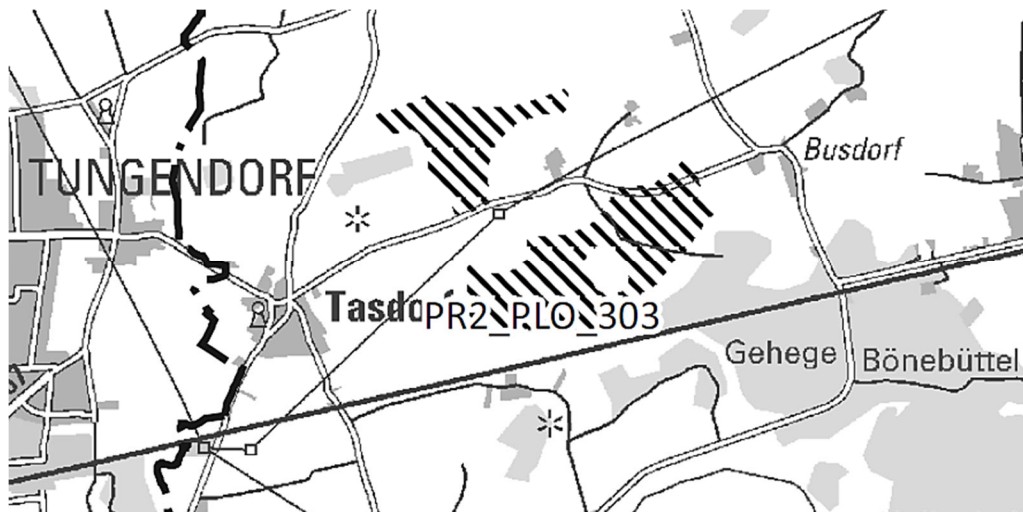 Busdorf
TUNGENDORF
Tasdo
PR2_PLO_303
Gehege
Bönebüttel